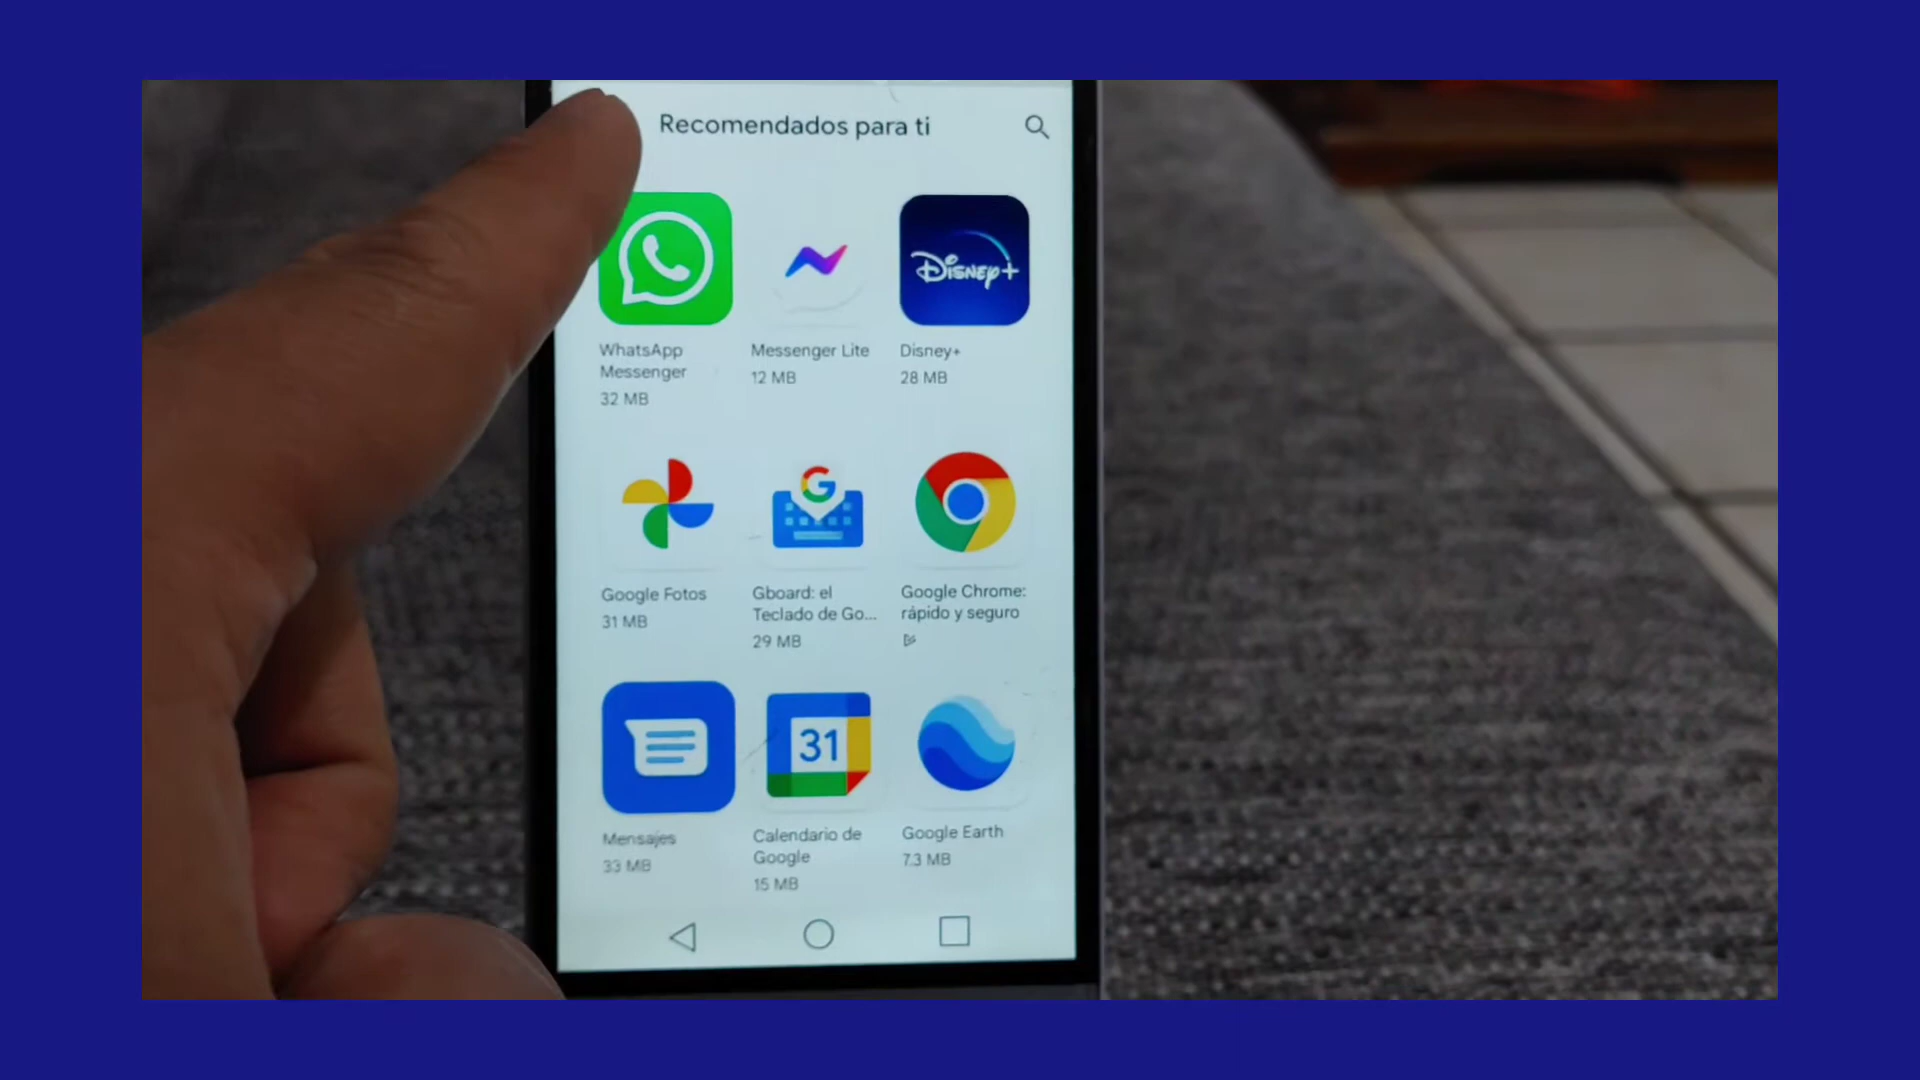 Recomendados para ti
Disney+
WhatsApp
Messenger
32 MB
Messenger Lite
12 MB
Disney+
28 MB
G
Google Fotos
31 MB
Gboard: el
Teclado de Go...
29 MB
Google Chrome:
rápido y seguro
31
Mensajes
33 MB
Calendario de
Google
15 MB
Google Earth
7.3 MB